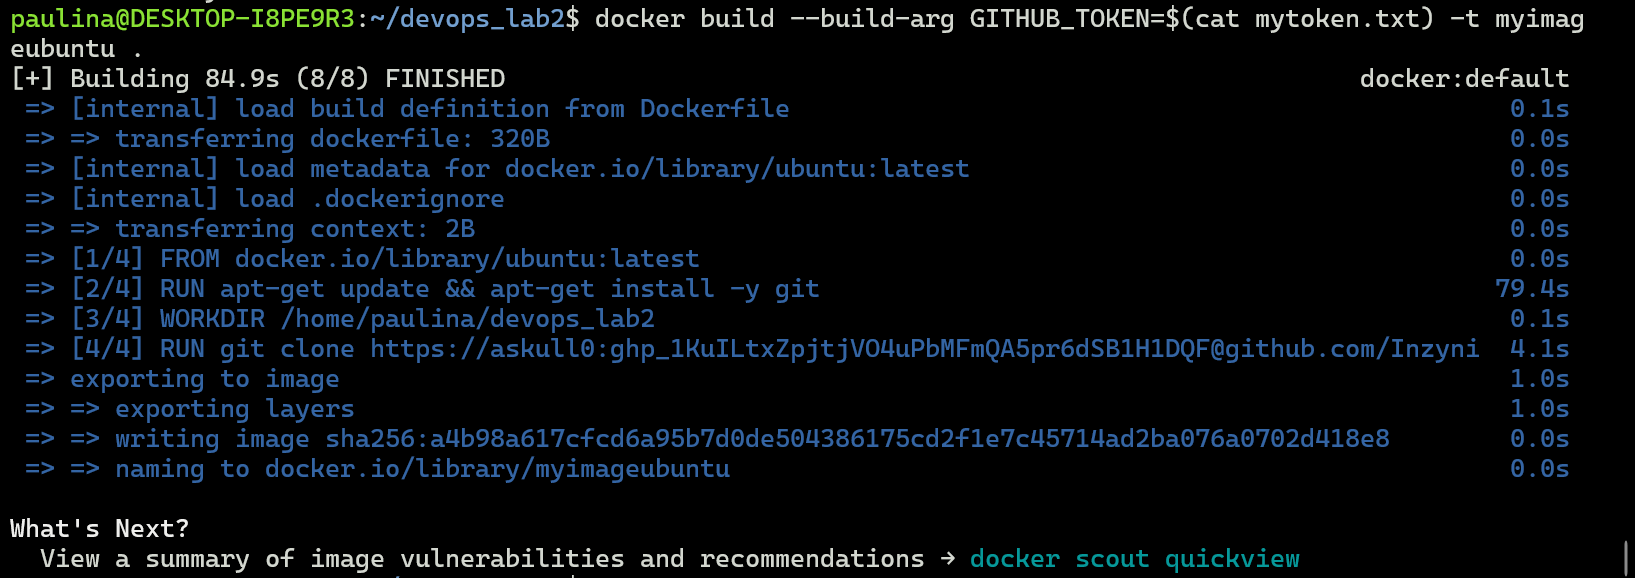 paulina@DESKTOP-I8PE9R3:~/devops_lab2$ docker build --build-arg GITHUB_TOKEN=$(cat mytoken.txt) -t myimag
eubuntu .
[+] Building 84.9s (8/8) FINISHED docker:default
=> [internal] load build definition from Dockerfile 0.1s
=> => transferring dockerfile: 320B 0.0s
=> [internal] load metadata for docker.io/library/ubuntu:latest 0.0s
=> [internal] load .dockerignore 0.0s
=> => transferring context: 2B 0.0s
=> [1/4] FROM docker.io/library/ubuntu:latest 0.0s
=> [2/4] RUN apt-get update && apt-get install -y git 79.4s
=> [3/4] WORKDIR /home/paulina/devops_lab2 0.1s
=> [4/4] RUN git clone https://askull0: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@github.com/Inzyni 4.1s
=> exporting to image 1.0s
=> => exporting layers 1.0s
=> => writing image sha256:a4b98a617cfcd6a95b7d0de504386175cd2f1e7c45714ad2ba076a0702d418e8 0.0s
=> => naming to docker.io/library/myimageubuntu 0.0s
What's Next?
View a summary of image vulnerabilities and recommendations → docker scout quickview